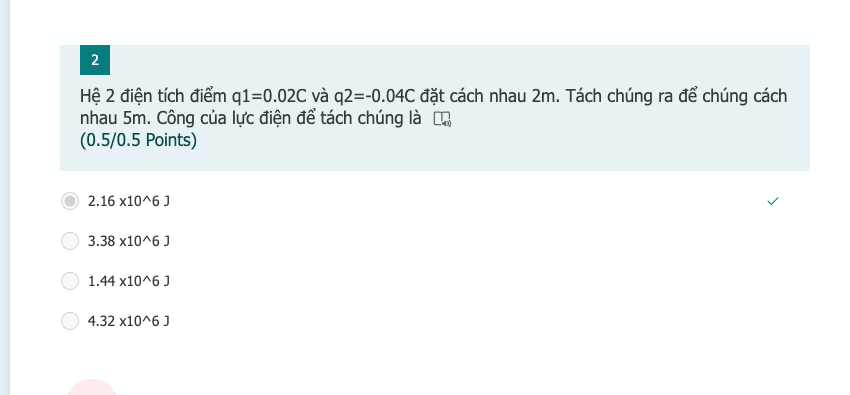 2
Hệ 2 điện tích điểm q1=0.02C và q2=-0.04C đặt cách nhau 2m. Tách chúng ra để chúng cách
nhau 5m. Công của lực điện để tách chúng là
(0.5/0.5 Points)
2.16 x10^6 J
3.38 x10^6 J
1.44 x10^6 J
4.32 x10^6 J